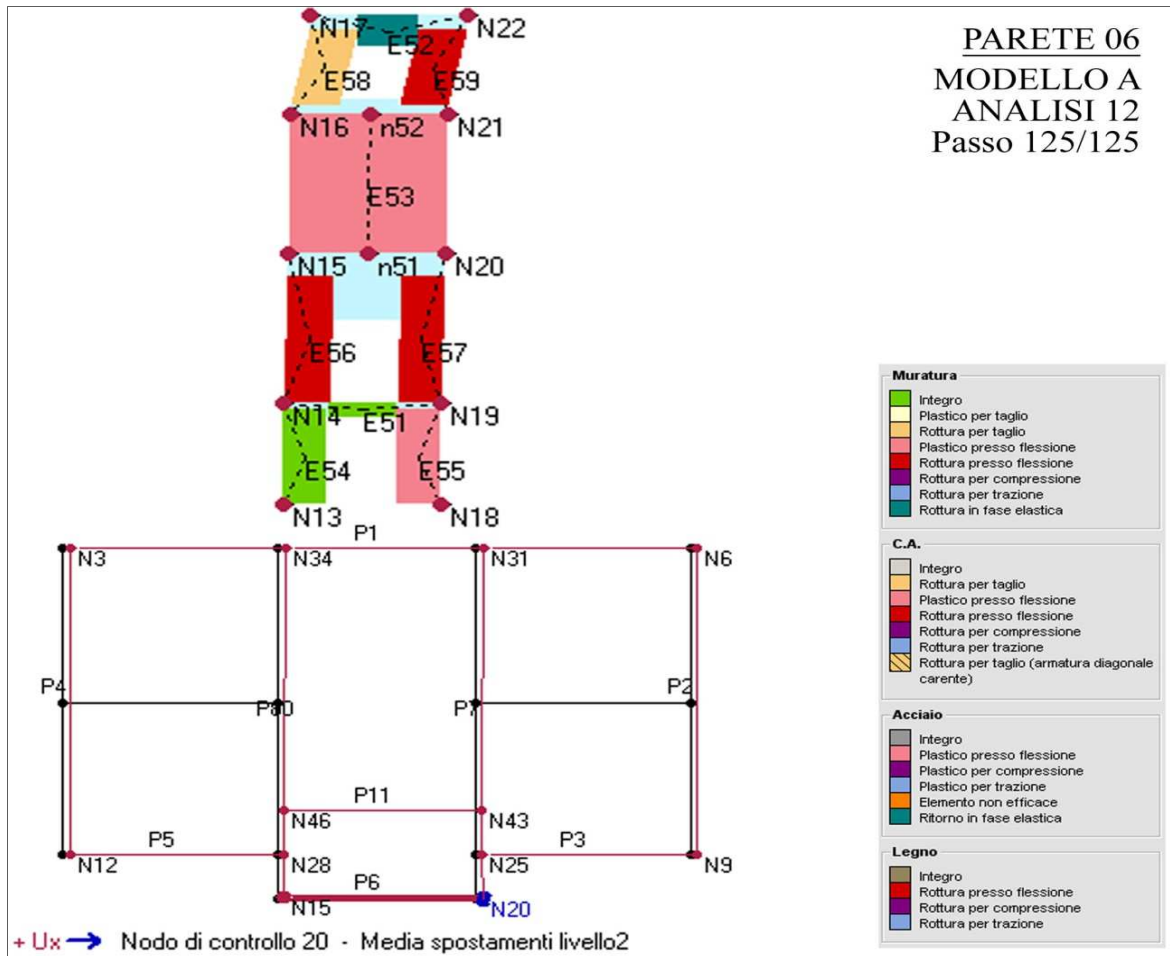 PARETE 06
MODELLO A
ANALISI 12
Passo 125/125
N17
N22
E52
E58
E59
N16
n52
N21
E53
N15
n51
N20
E56
E57
N14
N19
E51
E54
E55
N13
N18
P1
N3
N34
N31
N6
P4
P7
P2
P11
N46
N43
P5
P3
N12
N28
N25
N9
P6
N15
N20
+ Ux Nodo di controllo 20 - Media spostamenti livello2
Muratura
Integro
Plastico per taglio
Rottura per taglio
Plastico presso flessione
Rottura presso flessione
Rottura per compressione
Rottura per trazione
Rottura in fase elastica
C.A.
Integro
Rottura per taglio
Plastico presso flessione
Rottura presso flessione
Rottura per compressione
Rottura per trazione
Rottura per taglio (armatura diagonale
carente)
Acciaio
Integro
Plastico presso flessione
Plastico per compressione
Plastico per trazione
Elemento non efficace
Ritorno in fase elastica
Legno
Integro
Rottura presso flessione
Rottura per compressione
Rottura per trazione